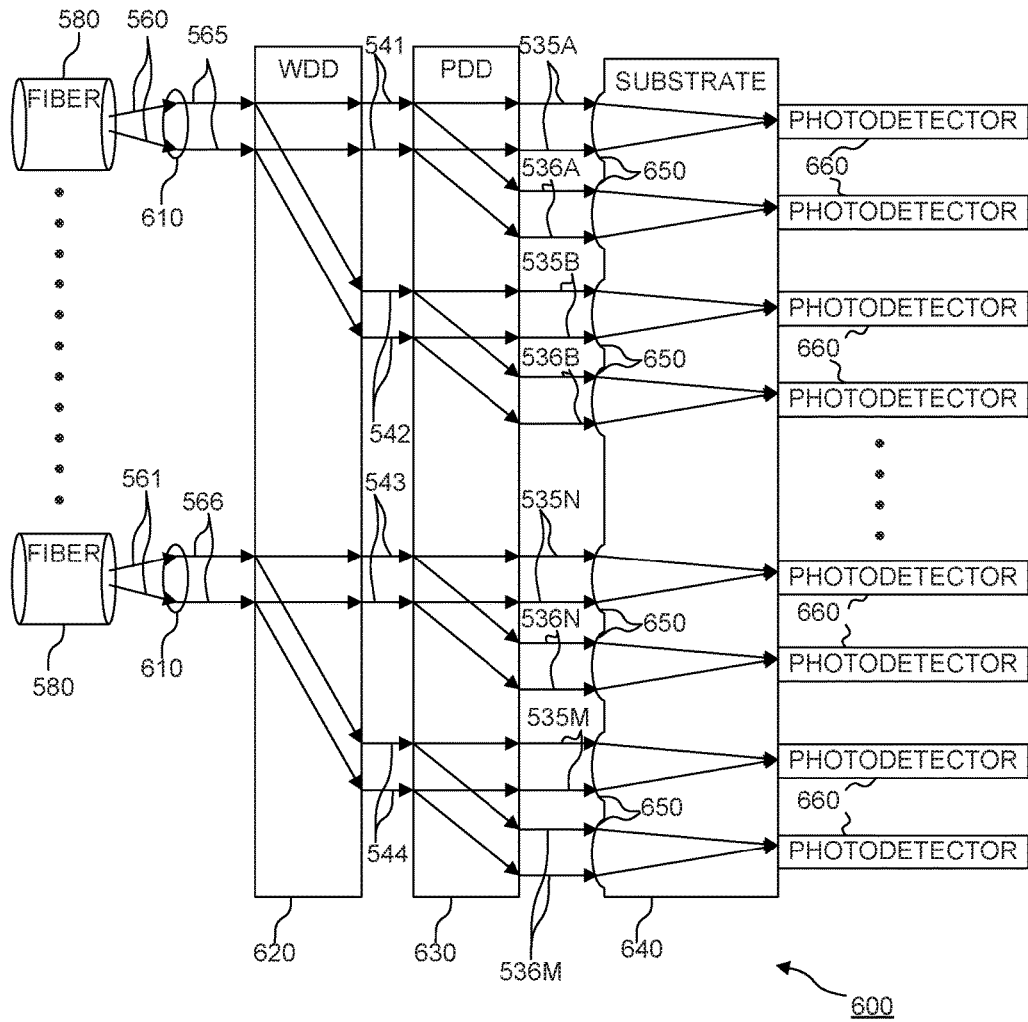 580 560 565 541 535A
FIBER WDD PDD SUBSTRATE
PHOTODETECTOR
536A 650 660
610
PHOTODETECTOR
535B
PHOTODETECTOR
650 660
536B
PHOTODETECTOR
542
561 566 543 535N
FIBER
PHOTODETECTOR
536N 650 660
580 610
PHOTODETECTOR
535M
PHOTODETECTOR
650 660
544
PHOTODETECTOR
620 630 536M 640
600